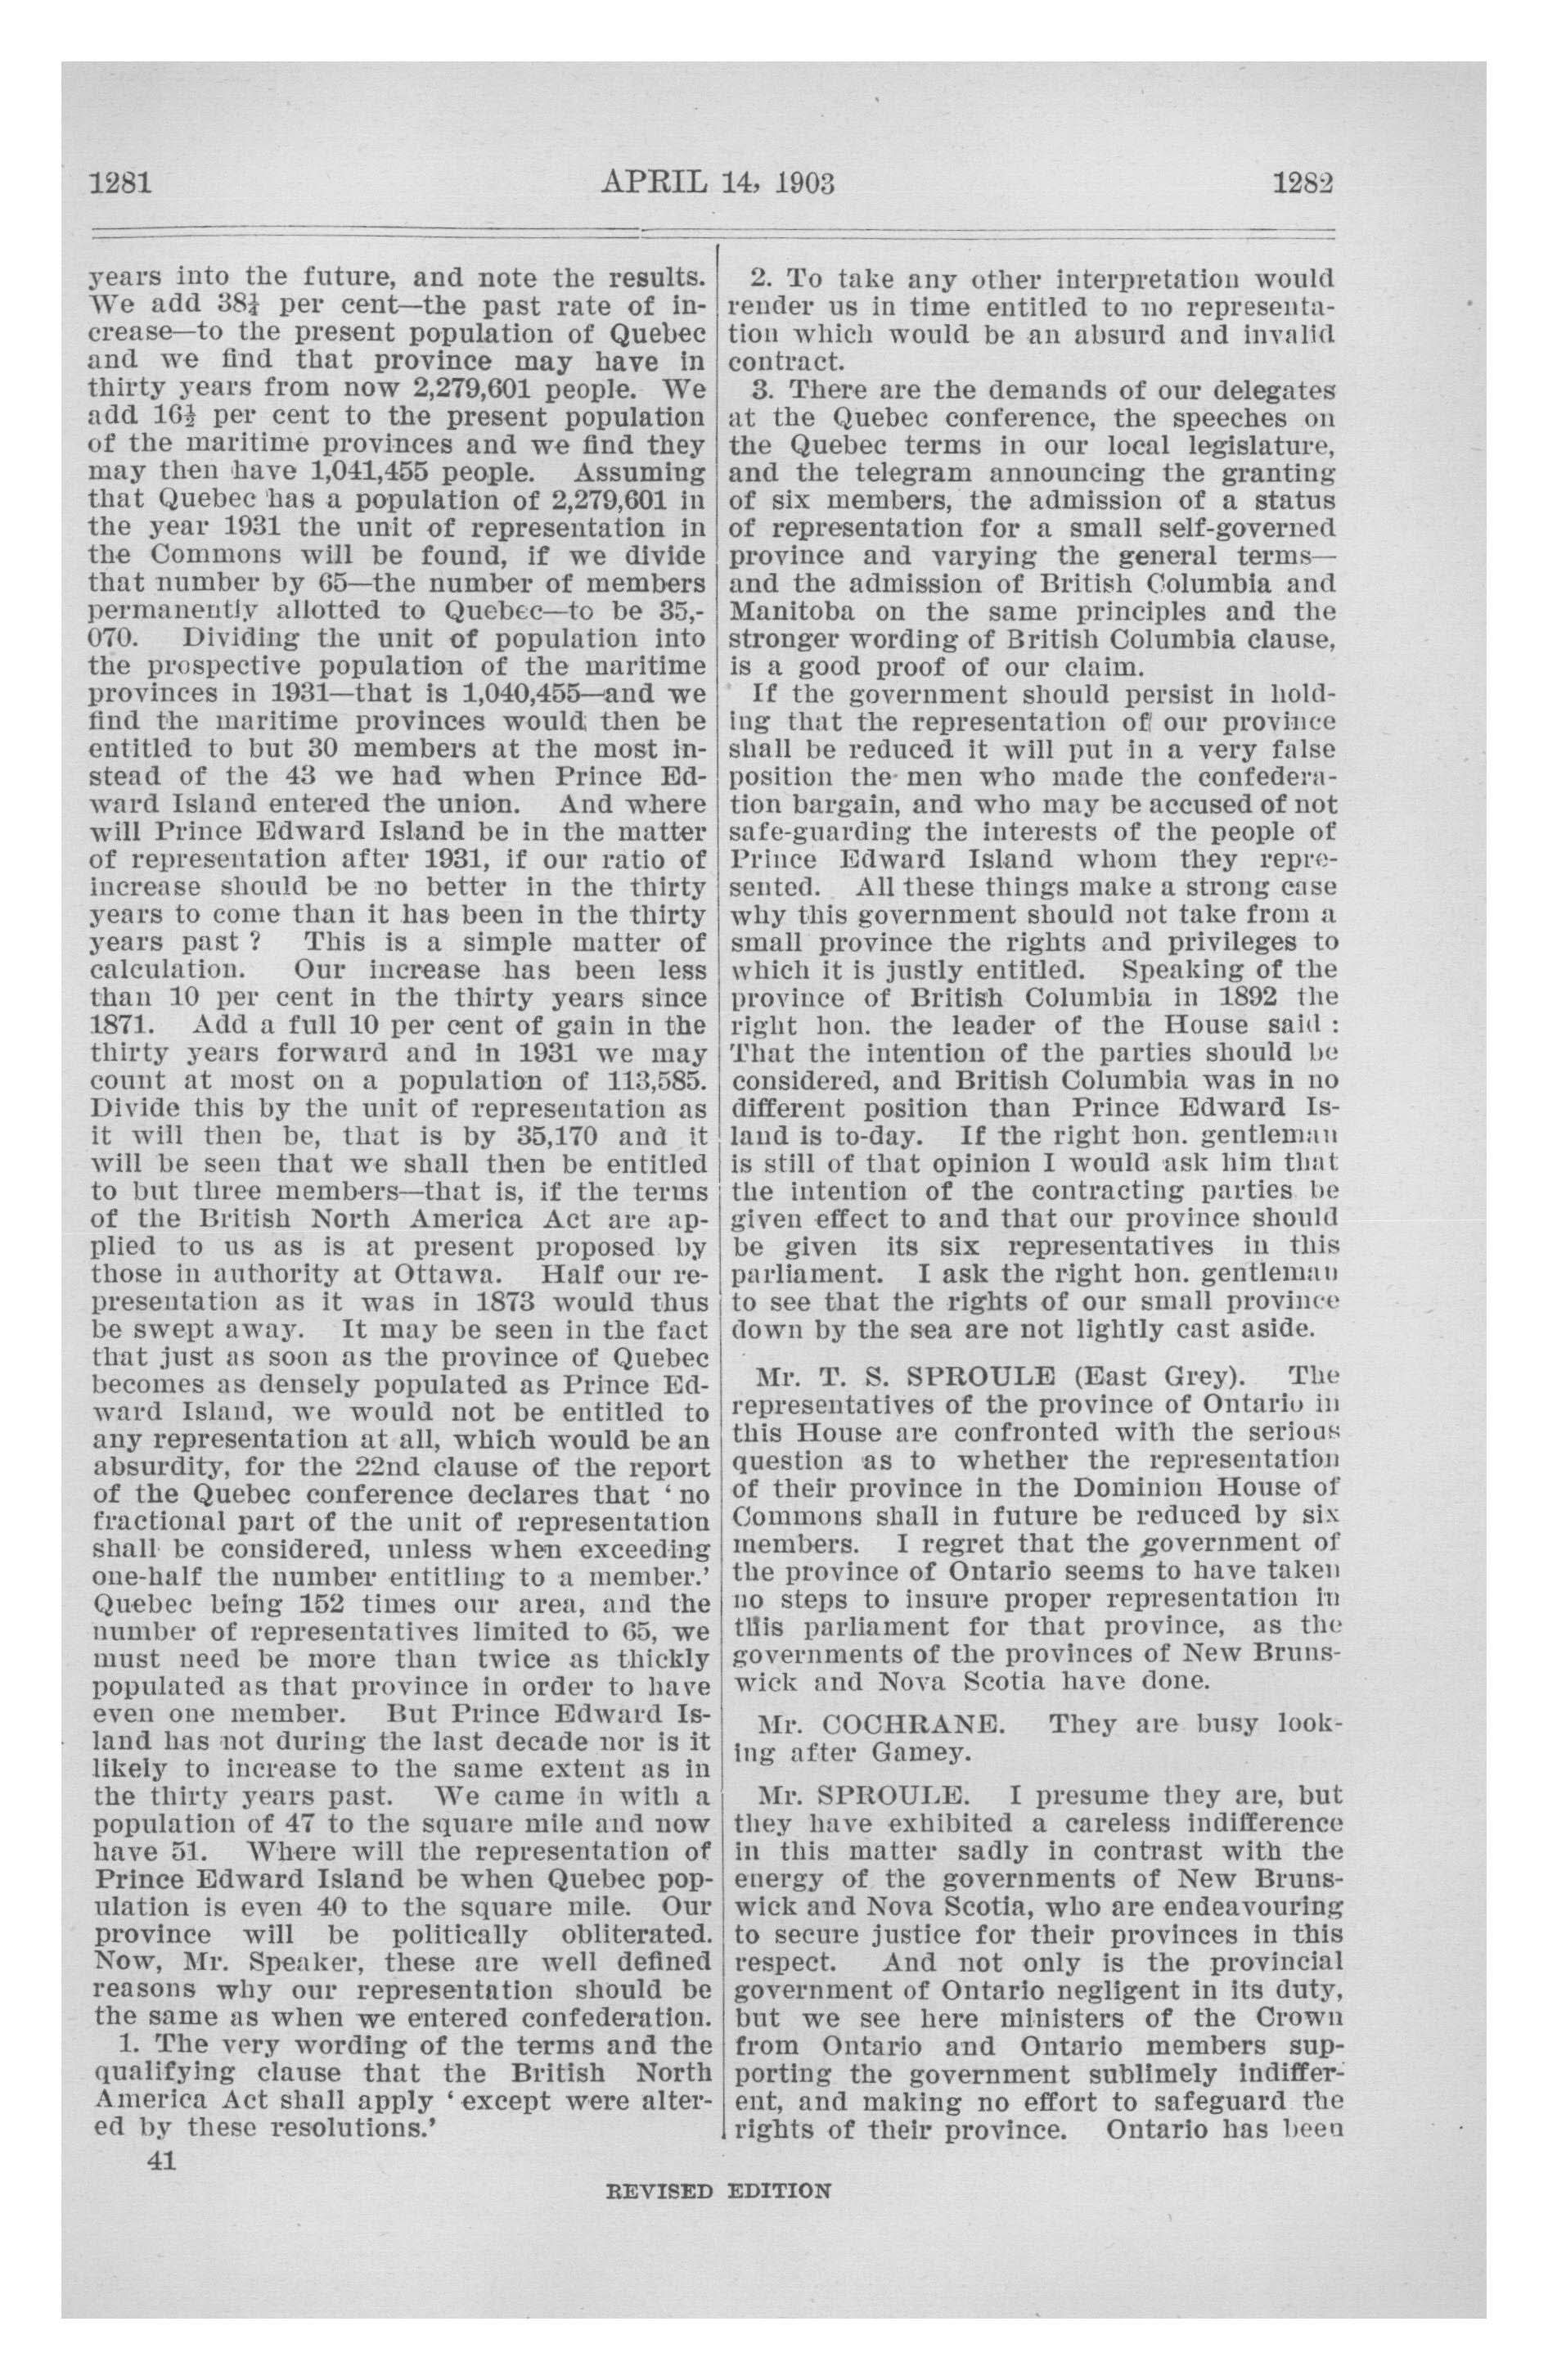 1281
APRIL 14, 1903
1282
years into the future, and note the results.
We add 38¼ per cent—the past rate of in-
crease—to the present population of Quebec
and we find that province may have in
thirty years from now 2,279,601 people. We
add 16½ per cent to the present population
of the maritime provinces and we find they
may then have 1,041,455 people. Assuming
that Quebec has a population of 2,279,601 in
the year 1931 the unit of representation in
the Commons will be found, if we divide
that number by 65—the number of members
permanently allotted to Quebec—to be 35,-
070. Dividing the unit of population into
the prospective population of the maritime
provinces in 1931—that is 1,040,455—and we
find the maritime provinces would then be
entitled to but 30 members at the most in-
stead of the 43 we had when Prince Ed-
ward Island entered the union. And where
will Prince Edward Island be in the matter
of representation after 1931, if our ratio of
increase should be no better in the thirty
years to come than it has been in the thirty
years past ? This is a simple matter of
calculation. Our increase has been less
than 10 per cent in the thirty years since
1871. Add a full 10 per cent of gain in the
thirty years forward and in 1931 we may
count at most on a population of 113,585.
Divide this by the unit of representation as
it will then be, that is by 35,170 and it
will be seen that we shall then be entitled
to but three members—that is, if the terms
of the British North America Act are ap-
plied to us as is at present proposed by
those in authority at Ottawa. Half our re-
presentation as it was in 1873 would thus
be swept away. It may be seen in the fact
that just as soon as the province of Quebec
becomes as densely populated as Prince Ed-
ward Island, we would not be entitled to
any representation at all, which would be an
absurdity, for the 22nd clause of the report
of the Quebec conference declares that ‘ no
fractional part of the unit of representation
shall be considered, unless when exceeding
one-half the number entitling to a member.’
Quebec being 152 times our area, and the
number of representatives limited to 65, we
must need be more than twice as thickly
populated as that province in order to have
even one member. But Prince Edward Is-
land has not during the last decade nor is it
likely to increase to the same extent as in
the thirty years past. We came in with a
population of 47 to the square mile and now
have 51. Where will the representation of
Prince Edward Island be when Quebec pop-
ulation is even 40 to the square mile. Our
province will be politically obliterated.
Now, Mr. Speaker, these are well defined
reasons why our representation should be
the same as when we entered confederation.
1. The very wording of the terms and the
qualifying clause that the British North
America Act shall apply ‘ except were alter-
ed by these resolutions.’
41
2. To take any other interpretation would
render us in time entitled to no representa-
tion which would be an absurd and invalid
contract.
3. There are the demands of our delegates
at the Quebec conference, the speeches on
the Quebec terms in our local legislature,
and the telegram announcing the granting
of six members, the admission of a status
of representation for a small self-governed
province and varying the general terms—
and the admission of British Columbia and
Manitoba on the same principles and the
stronger wording of British Columbia clause,
is a good proof of our claim.
If the government should persist in hold-
ing that the representation of our province
shall be reduced it will put in a very false
position the men who made the confedera-
tion bargain, and who may be accused of not
safe-guarding the interests of the people of
Prince Edward Island whom they repre-
sented. All these things make a strong case
why this government should not take from a
small province the rights and privileges to
which it is justly entitled. Speaking of the
province of British Columbia in 1892 the
right hon. the leader of the House said :
That the intention of the parties should be
considered, and British Columbia was in no
different position than Prince Edward Is-
land is to-day. If the right hon. gentleman
is still of that opinion I would ask him that
the intention of the contracting parties be
given effect to and that our province should
be given its six representatives in this
parliament. I ask the right hon. gentleman
to see that the rights of our small province
down by the sea are not lightly cast aside.
Mr. T. S. SPROULE (East Grey). The
representatives of the province of Ontario in
this House are confronted with the serious
question as to whether the representation
of their province in the Dominion House of
Commons shall in future be reduced by six
members. I regret that the government of
the province of Ontario seems to have taken
no steps to insure proper representation in
this parliament for that province, as the
governments of the provinces of New Bruns-
wick and Nova Scotia have done.
Mr. COCHRANE. They are busy look-
ing after Gamey.
Mr. SPROULE. I presume they are, but
they have exhibited a careless indifference
in this matter sadly in contrast with the
energy of the governments of New Bruns-
wick and Nova Scotia, who are endeavouring
to secure justice for their provinces in this
respect. And not only is the provincial
government of Ontario negligent in its duty,
but we see here ministers of the Crown
from Ontario and Ontario members sup-
porting the government sublimely indiffer-
ent, and making no effort to safeguard the
rights of their province. Ontario has been
REVISED EDITION